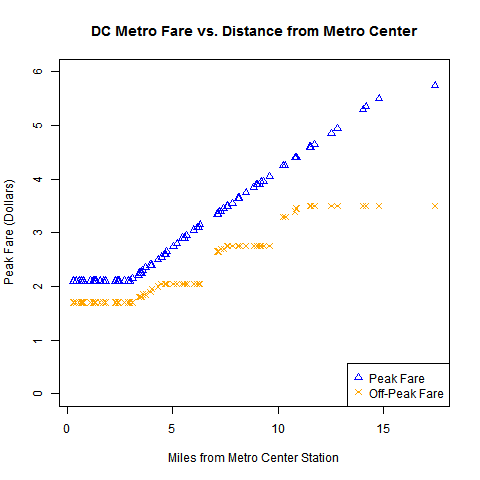 DC Metro Fare vs. Distance from Metro Center
Peak Fare (Dollars)
6
5
4
3
2
1
0
0 5 10 15
Miles from Metro Center Station
Peak Fare
Off-Peak Fare